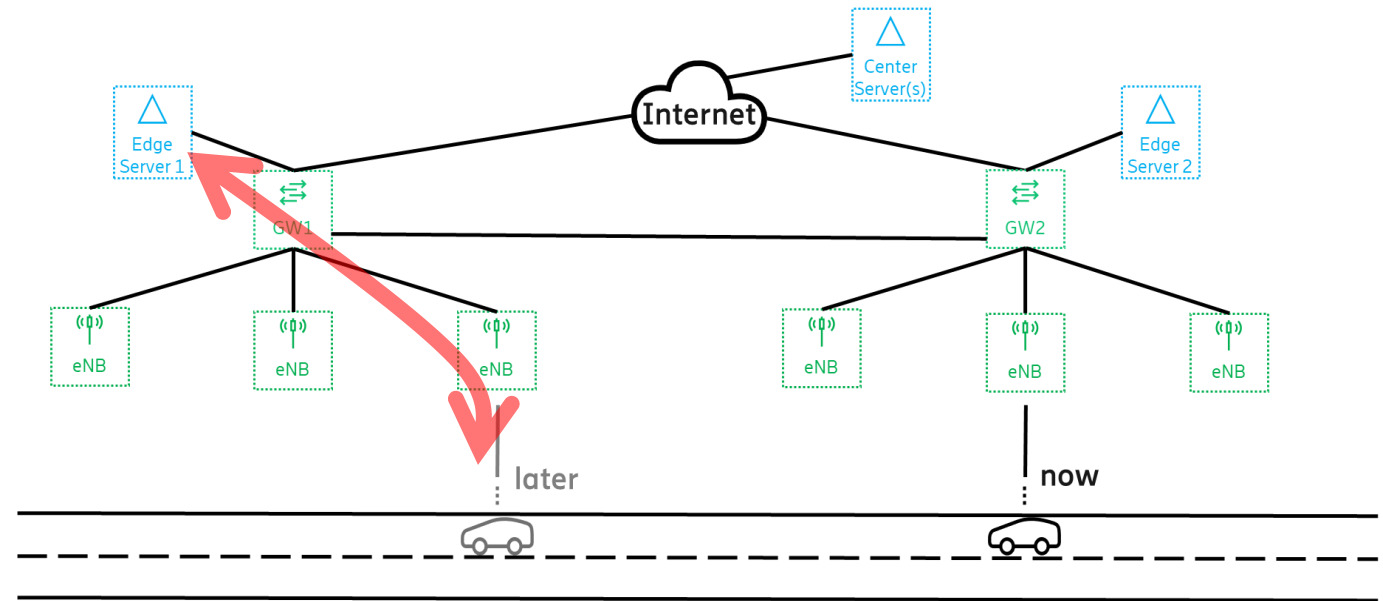 Center
Server(s)
Internet
Edge
Server 1
Edge
Server 2
GW1
GW2
eNB
eNB
eNB
eNB
eNB
eNB
later
now